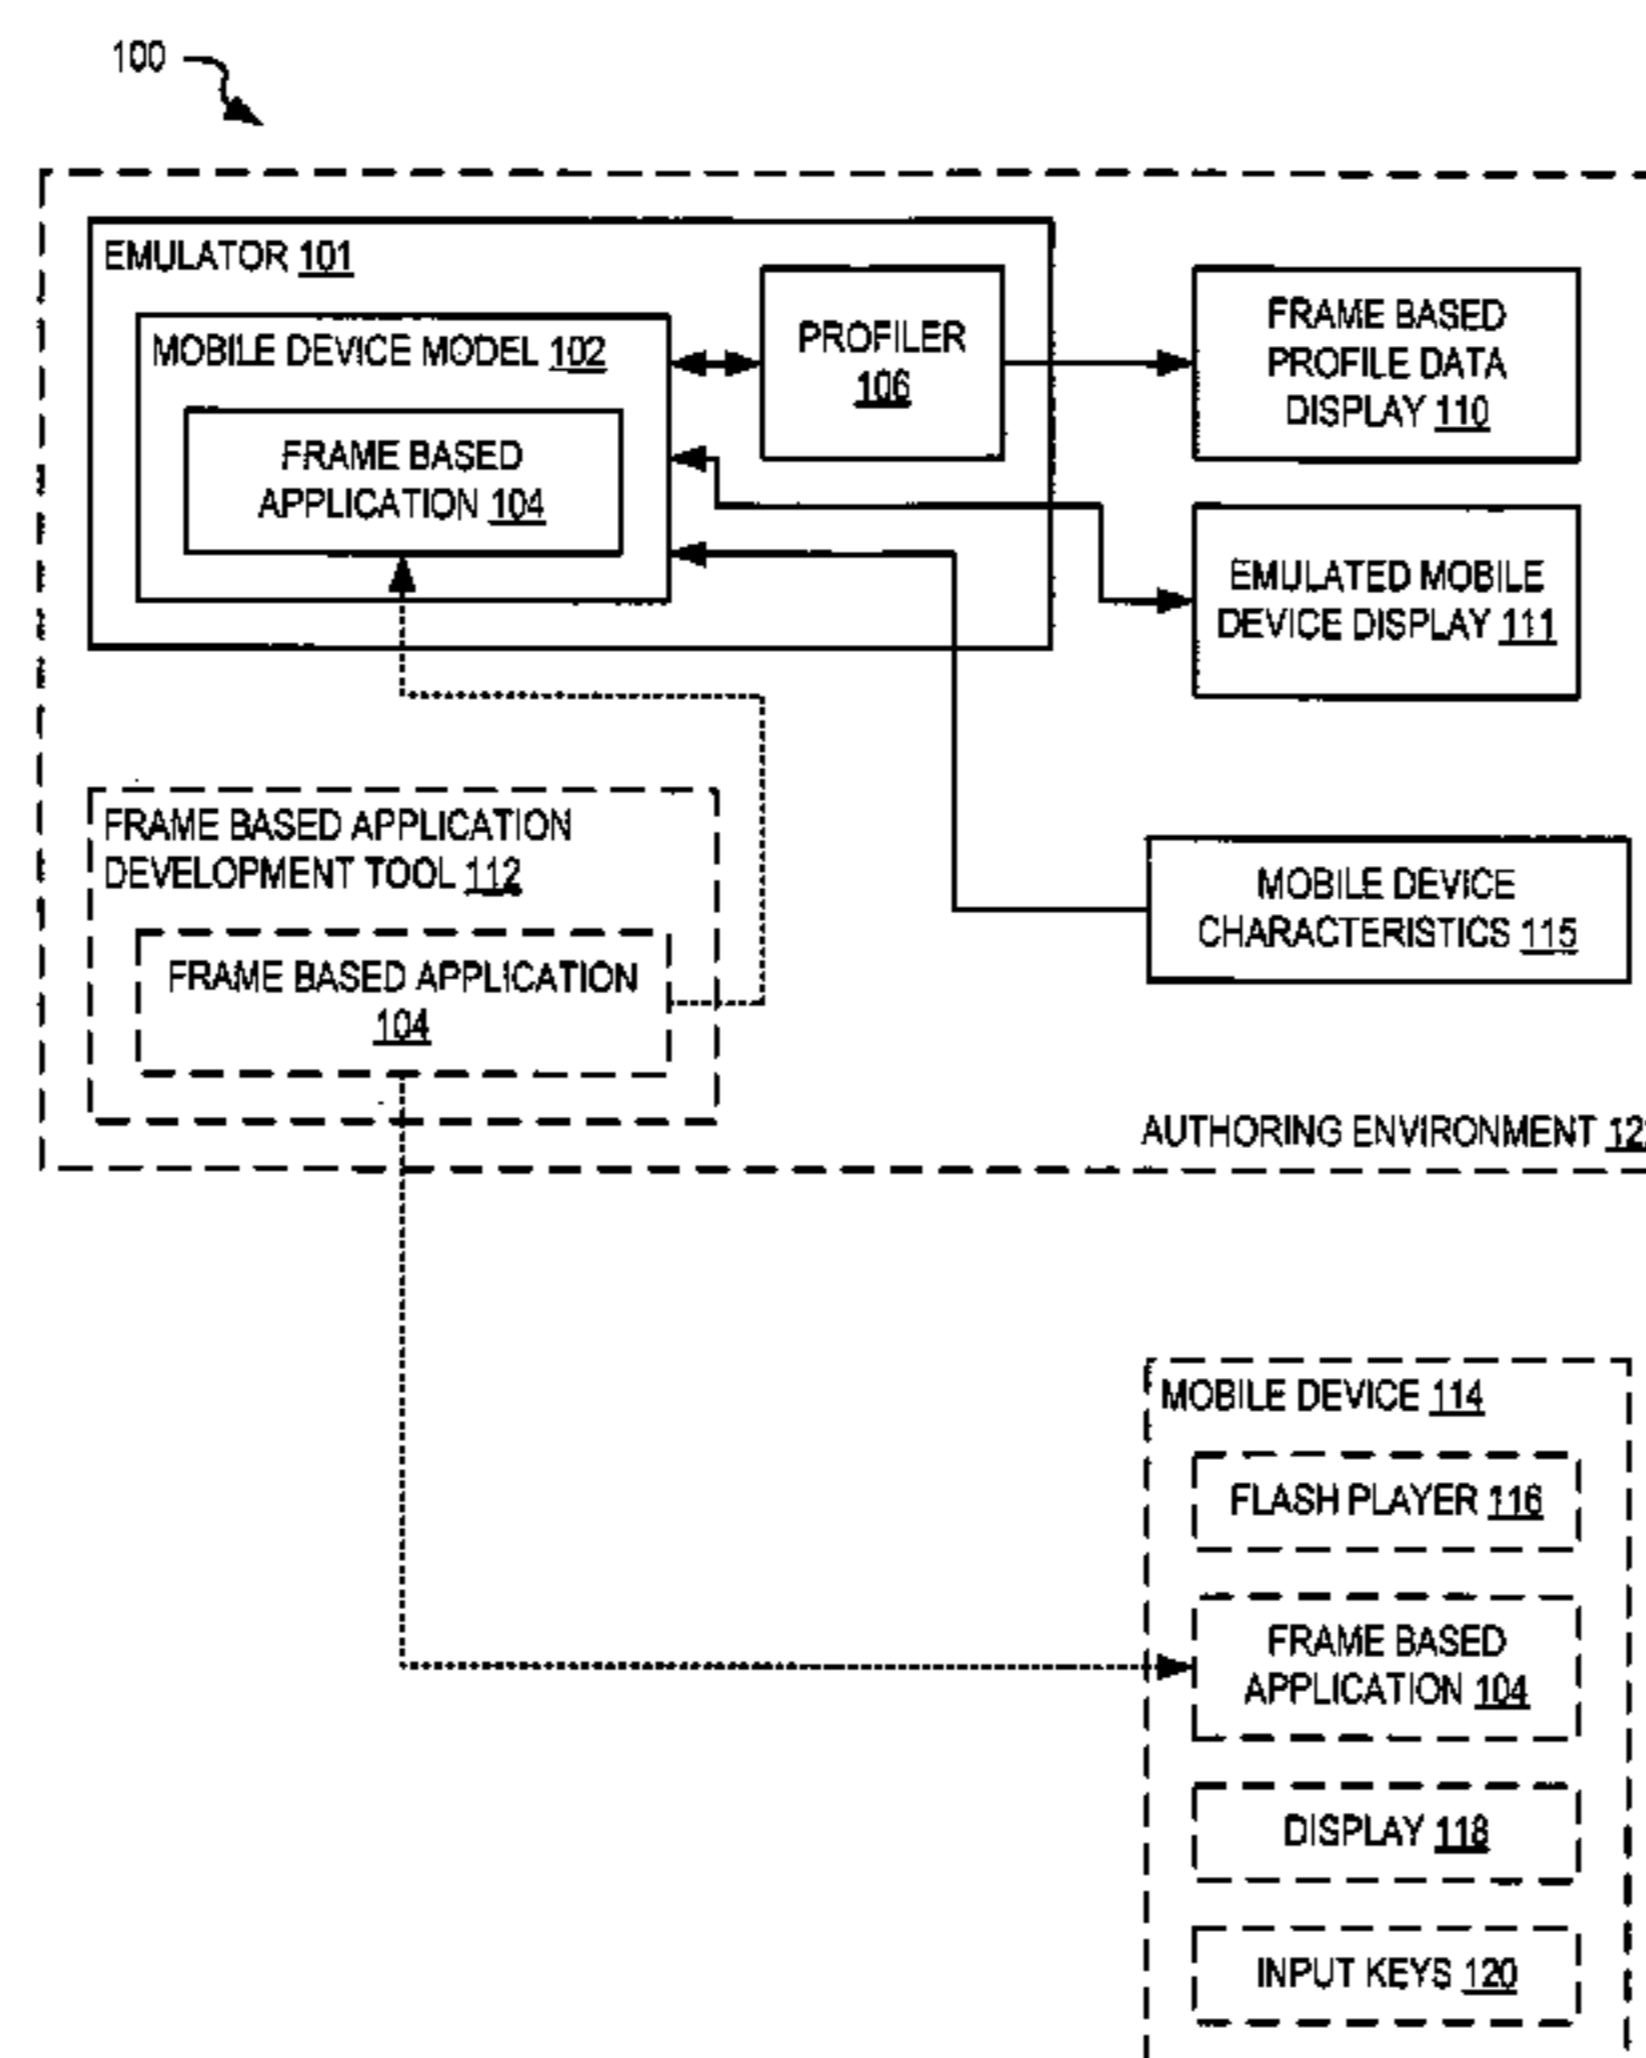 100
EMULATOR 101
MOBILE DEVICE MODEL 102
FRAME BASED
APPLICATION 104
PROFILER
106
FRAME BASED
PROFILE DATA
DISPLAY 110
EMULATED MOBILE
DEVICE DISPLAY 111
FRAME BASED APPLICATION
DEVELOPMENT TOOL 112
FRAME BASED APPLICATION
104
MOBILE DEVICE
CHARACTERISTICS 115
AUTHORING ENVIRONMENT
MOBILE DEVICE 114
FLASH PLAYER 116
FRAME BASED
APPLICATION 104
DISPLAY 118
INPUT KEYS 120